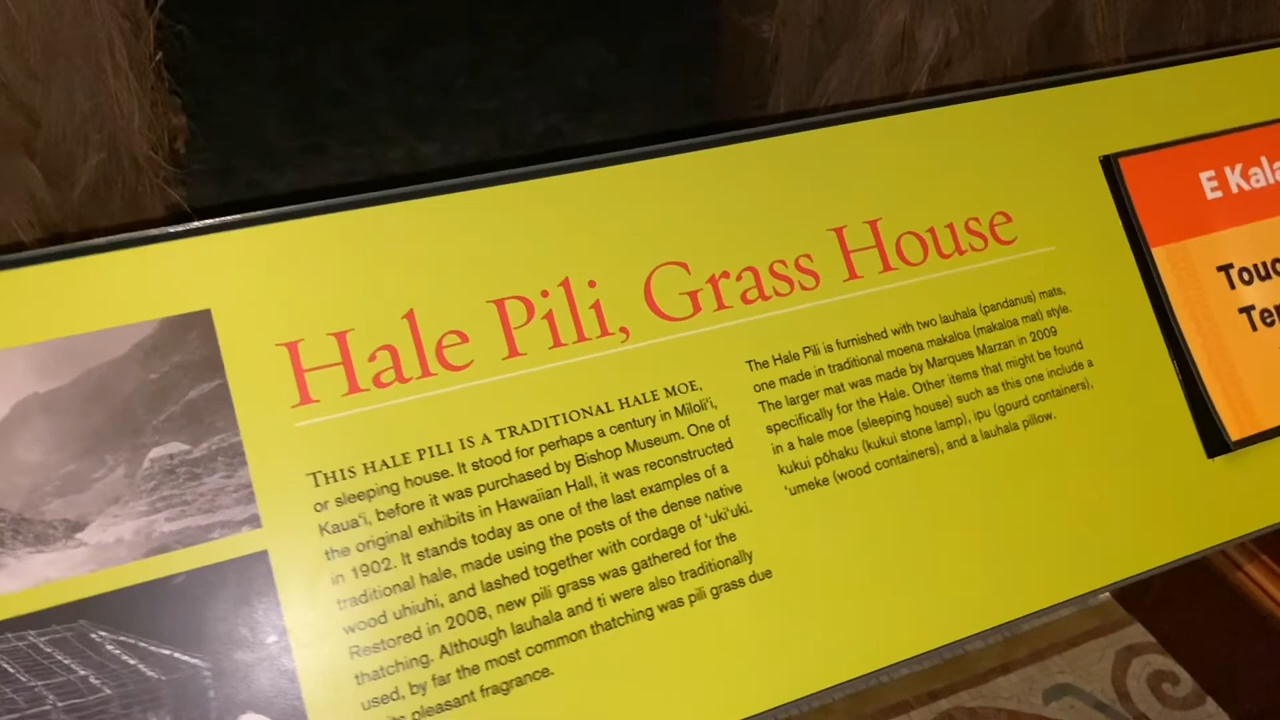 Hale Pili, Grass House
THIS HALE PILI IS A TRADITIONAL HALE MOE,
or sleeping house. It stood for perhaps a century in Miloli‘i,
Kaua‘i, before it was purchased by Bishop Museum. One of
the original exhibits in Hawaiian Hall, it was reconstructed
in 1902. It stands today as one of the last examples of a
traditional hale, made using the posts of the dense native
wood uhiuhi, and lashed together with cordage of ‘uki‘uki.
Restored in 2008, new pili grass was gathered for the
thatching. Although lauhala and ti were also traditionally
used, by far the most common thatching was pili grass due
its pleasant fragrance.
The Hale Pili is furnished with two lauhala (pandanus) mats,
one made in traditional moena makaloa (makaloa mat) style.
The larger mat was made by Marques Marzan in 2009
specifically for the Hale. Other items that might be found
in a hale moe (sleeping house) such as this one include a
kukui pōhaku (kukui stone lamp), ipu (gourd containers),
‘umeke (wood containers), and a lauhala pillow.
E Kala